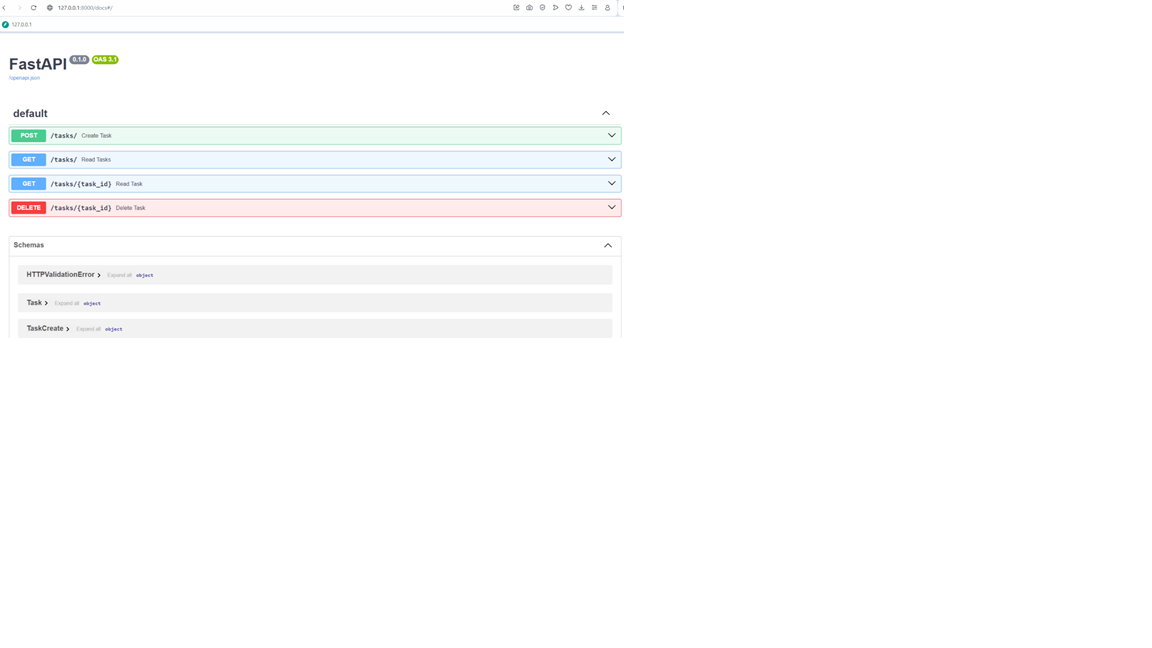 127.0.0.1:8000/docs#/
127.0.0.1
FastAPI 0.1.0 OAS 3.1
/openapi.json
default
POST /tasks/ Create Task
GET /tasks/ Read Tasks
GET /tasks/{task_id} Read Task
DELETE /tasks/{task_id} Delete Task
Schemas
HTTPValidationError Expand all object
Task Expand all object
TaskCreate Expand all object